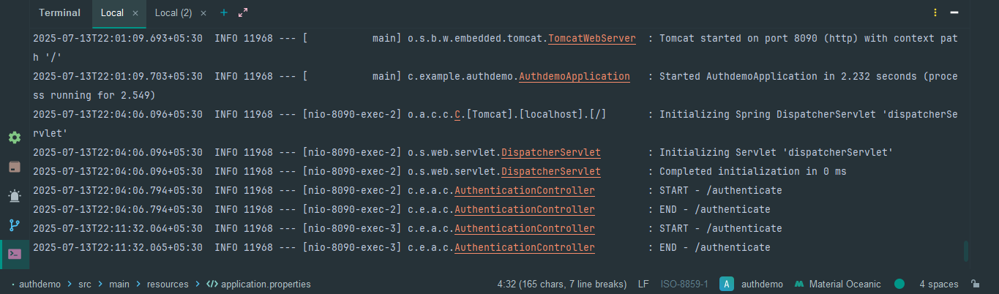 Terminal Local × Local (2) × +
2025-07-13T22:01:09.693+05:30  INFO 11968 --- [           main] o.s.b.w.embedded.tomcat.TomcatWebServer  : Tomcat started on port 8090 (http) with context pat
h '/'
2025-07-13T22:01:09.703+05:30  INFO 11968 --- [           main] c.example.authdemo.AuthdemoApplication   : Started AuthdemoApplication in 2.232 seconds (proce
ss running for 2.549)
2025-07-13T22:04:06.096+05:30  INFO 11968 --- [nio-8090-exec-2] o.a.c.c.C.[Tomcat].[localhost].[/]       : Initializing Spring DispatcherServlet 'dispatcherSe
rvlet'
2025-07-13T22:04:06.096+05:30  INFO 11968 --- [nio-8090-exec-2] o.s.web.servlet.DispatcherServlet        : Initializing Servlet 'dispatcherServlet'
2025-07-13T22:04:06.096+05:30  INFO 11968 --- [nio-8090-exec-2] o.s.web.servlet.DispatcherServlet        : Completed initialization in 0 ms
2025-07-13T22:04:06.794+05:30  INFO 11968 --- [nio-8090-exec-2] c.e.a.c.AuthenticationController         : START - /authenticate
2025-07-13T22:04:06.794+05:30  INFO 11968 --- [nio-8090-exec-2] c.e.a.c.AuthenticationController         : END - /authenticate
2025-07-13T22:11:32.064+05:30  INFO 11968 --- [nio-8090-exec-3] c.e.a.c.AuthenticationController         : START - /authenticate
2025-07-13T22:11:32.065+05:30  INFO 11968 --- [nio-8090-exec-3] c.e.a.c.AuthenticationController         : END - /authenticate
authdemo > src > main > resources > application.properties 4:32 (165 chars, 7 line breaks) LF ISO-8859-1 A authdemo Material Oceanic 4 spaces